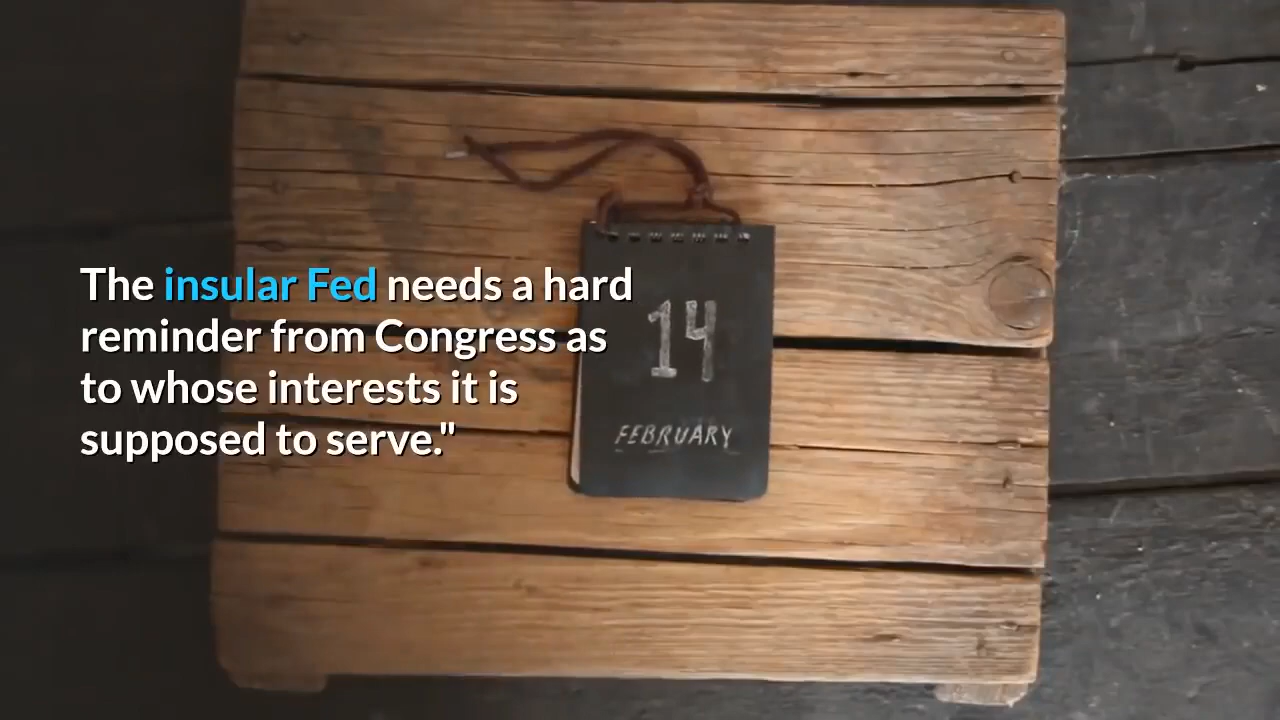 The insular Fed needs a hard
reminder from Congress as
to whose interests it is
supposed to serve."
14
FEBRUARY